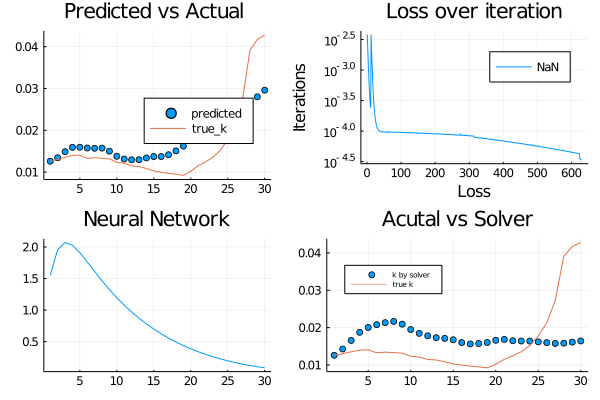 Predicted vs Actual
0.04
0.03
0.02
0.01
predicted
true_k
5 10 15 20 25 30
Loss over iteration
Iterations
10^-2.5
10^-3.0
10^-3.5
10^-4.0
10^-4.5
NaN
0 100 200 300 400 500 600
Loss
Neural Network
2.0
1.5
1.0
0.5
5 10 15 20 25 30
Acutal vs Solver
0.04
0.03
0.02
0.01
k by solver
true k
5 10 15 20 25 30